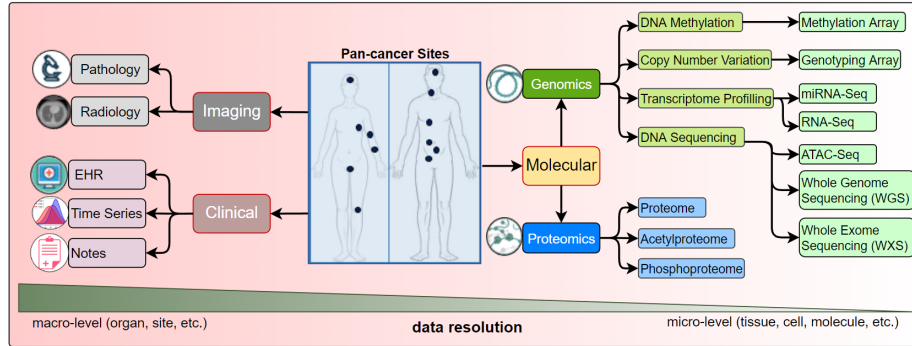 Pan-cancer Sites
Pathology
Radiology
Imaging
EHR
Time Series
Notes
Clinical
Molecular
Genomics
DNA Methylation
Copy Number Variation
Transcriptome Profilling
DNA Sequencing
Methylation Array
Genotyping Array
miRNA-Seq
RNA-Seq
ATAC-Seq
Whole Genome
Sequencing (WGS)
Whole Exome
Sequencing (WXS)
Proteomics
Proteome
Acetylproteome
Phosphoproteome
macro-level (organ, site, etc.)
data resolution
micro-level (tissue, cell, molecule, etc.)